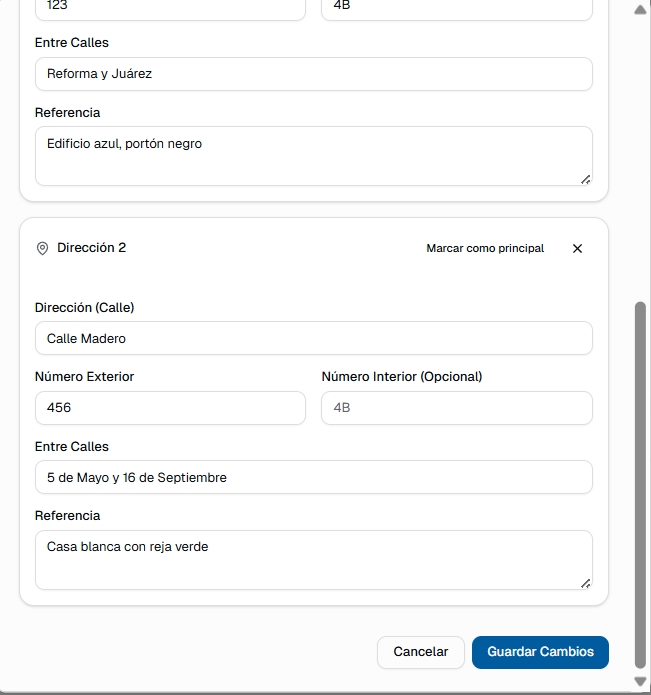 123
4B
Entre Calles
Reforma y Juárez
Referencia
Edificio azul, portón negro
Dirección 2
Marcar como principal
Dirección (Calle)
Calle Madero
Número Exterior
Número Interior (Opcional)
456
4B
Entre Calles
5 de Mayo y 16 de Septiembre
Referencia
Casa blanca con reja verde
Cancelar
Guardar Cambios